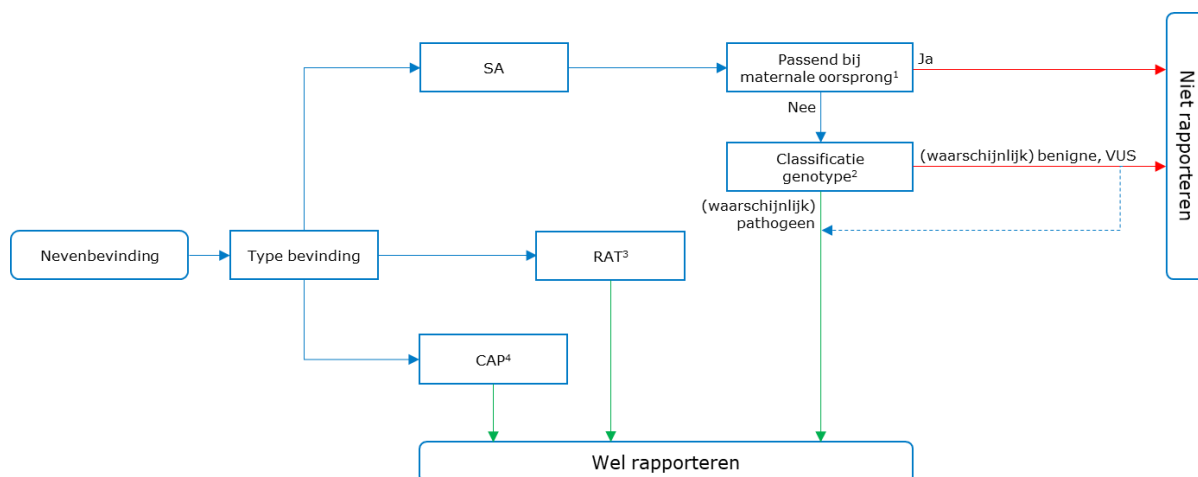 SA
Passend bij
maternale oorsprong¹
Ja
Nee
Classificatie
genotype²
(waarschijnlijk) benigne, VUS
(waarschijnlijk)
pathogeen
Niet rapporteren
Nevenbevinding
Type bevinding
RAT³
CAP⁴
Wel rapporteren